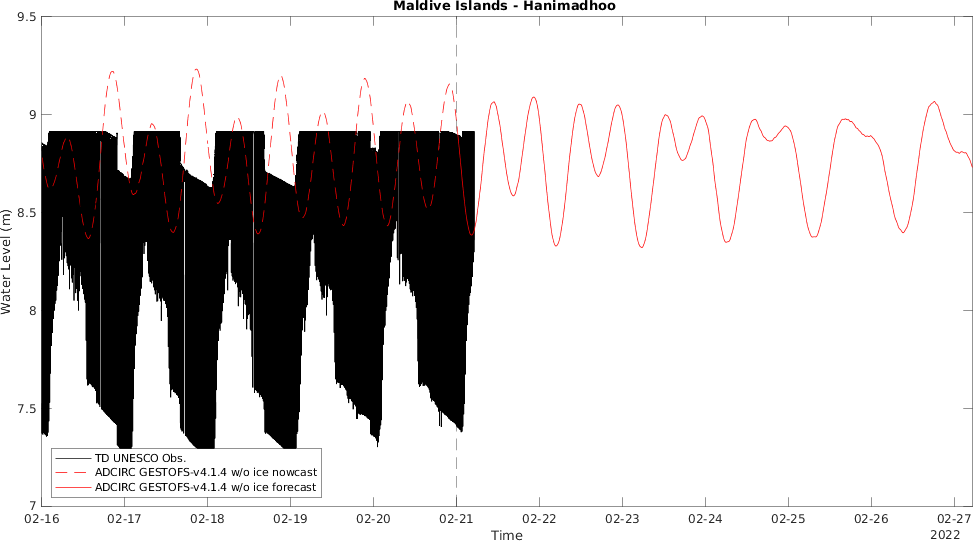 Maldive Islands - Hanimadhoo
9.5
9
8.5
8
7.5
7
Water Level (m)
TD UNESCO Obs.
ADCIRC GESTOFS-v4.1.4 w/o ice nowcast
ADCIRC GESTOFS-v4.1.4 w/o ice forecast
02-16 02-17 02-18 02-19 02-20 02-21 02-22 02-23 02-24 02-25 02-26 02-27
Time
2022